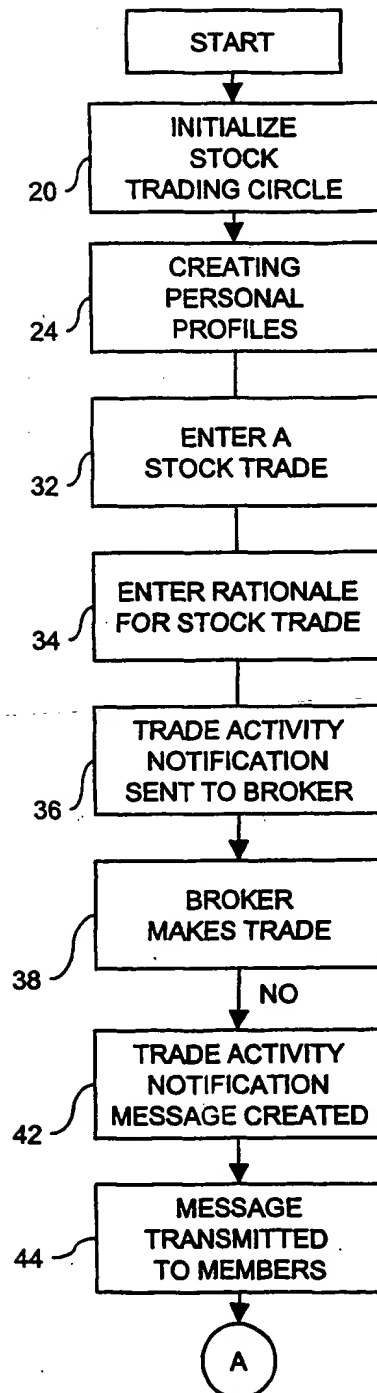 START
INITIALIZE
STOCK
TRADING CIRCLE
20
CREATING
PERSONAL
PROFILES
24
ENTER A
STOCK TRADE
32
ENTER RATIONALE
FOR STOCK TRADE
34
TRADE ACTIVITY
NOTIFICATION
SENT TO BROKER
36
BROKER
MAKES TRADE
38
NO
TRADE ACTIVITY
NOTIFICATION
MESSAGE CREATED
42
MESSAGE
TRANSMITTED
TO MEMBERS
44
A